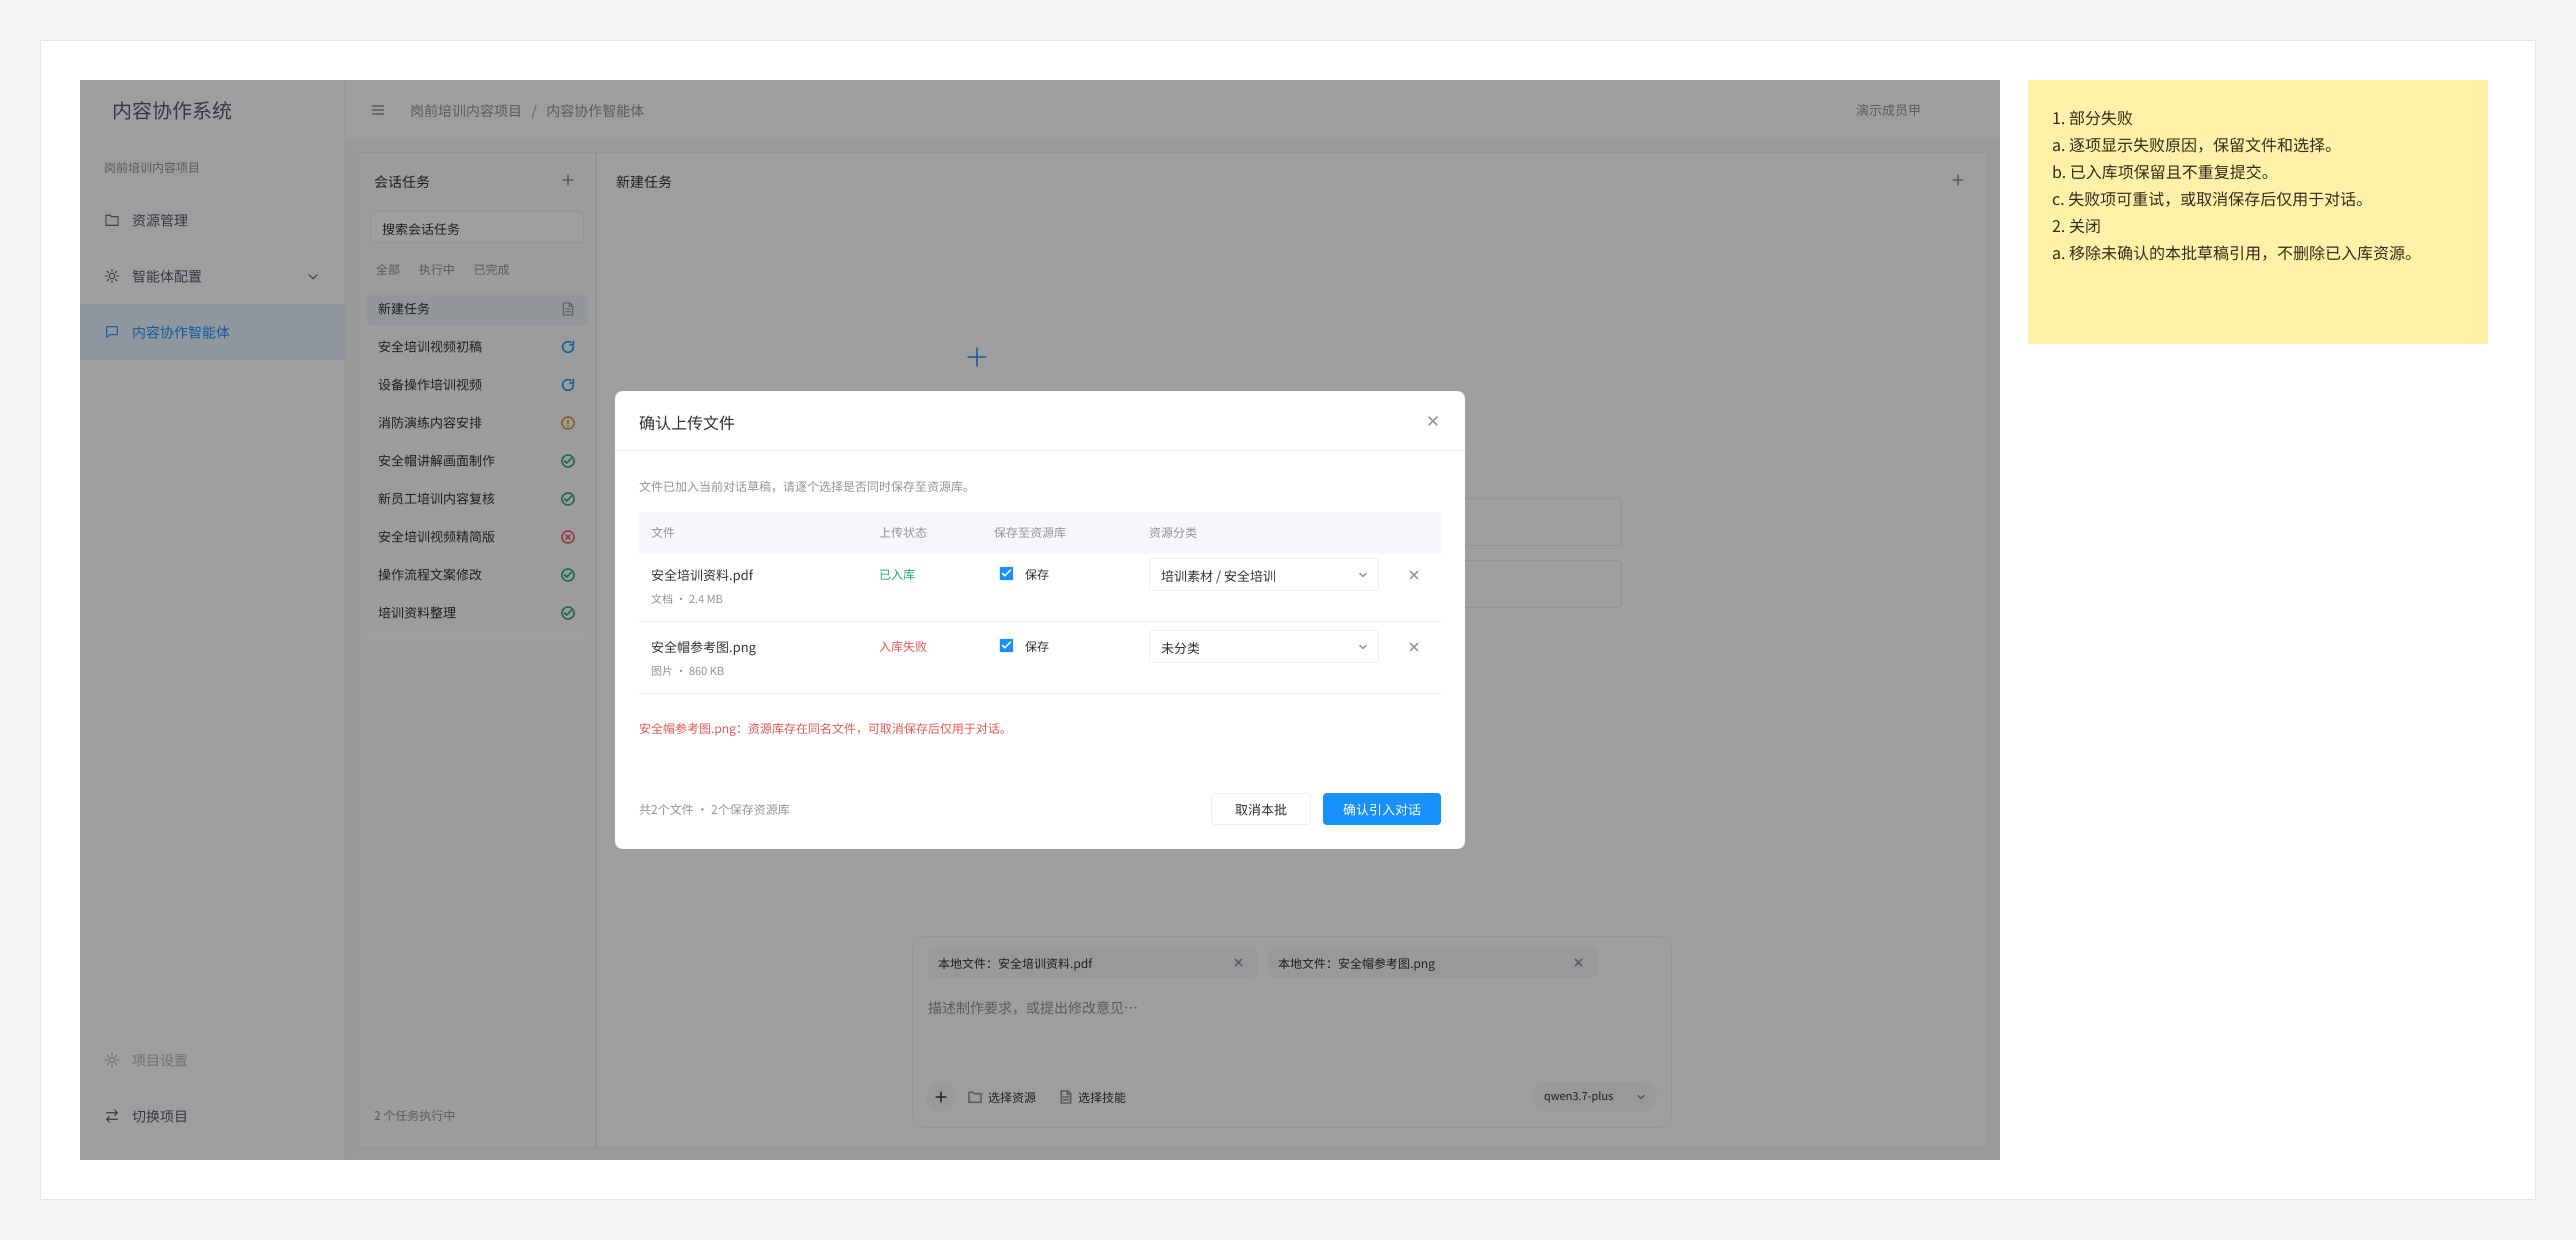 内容协作系统
岗前培训内容项目
资源管理
智能体配置
内容协作智能体
项目设置
切换项目
岗前培训内容项目 / 内容协作智能体
演示成员甲
会话任务
搜索会话任务
全部 执行中 已完成
新建任务
安全培训视频初稿
设备操作培训视频
消防演练内容安排
安全帽讲解画面制作
新员工培训内容复核
安全培训视频精简版
操作流程文案修改
培训资料整理
2 个任务执行中
新建任务
确认上传文件
文件已加入当前对话草稿，请逐个选择是否同时保存至资源库。
文件 上传状态 保存至资源库 资源分类
安全培训资料.pdf 已入库 保存 培训素材 / 安全培训
文档 · 2.4 MB
安全帽参考图.png 入库失败 保存 未分类
图片 · 860 KB
安全帽参考图.png：资源库存在同名文件，可取消保存后仅用于对话。
共2个文件 · 2个保存资源库
取消本批 确认引入对话
本地文件：安全培训资料.pdf 本地文件：安全帽参考图.png
描述制作要求，或提出修改意见…
选择资源 选择技能 qwen3.7-plus
1. 部分失败
a. 逐项显示失败原因，保留文件和选择。
b. 已入库项保留且不重复提交。
c. 失败项可重试，或取消保存后仅用于对话。
2. 关闭
a. 移除未确认的本批草稿引用，不删除已入库资源。